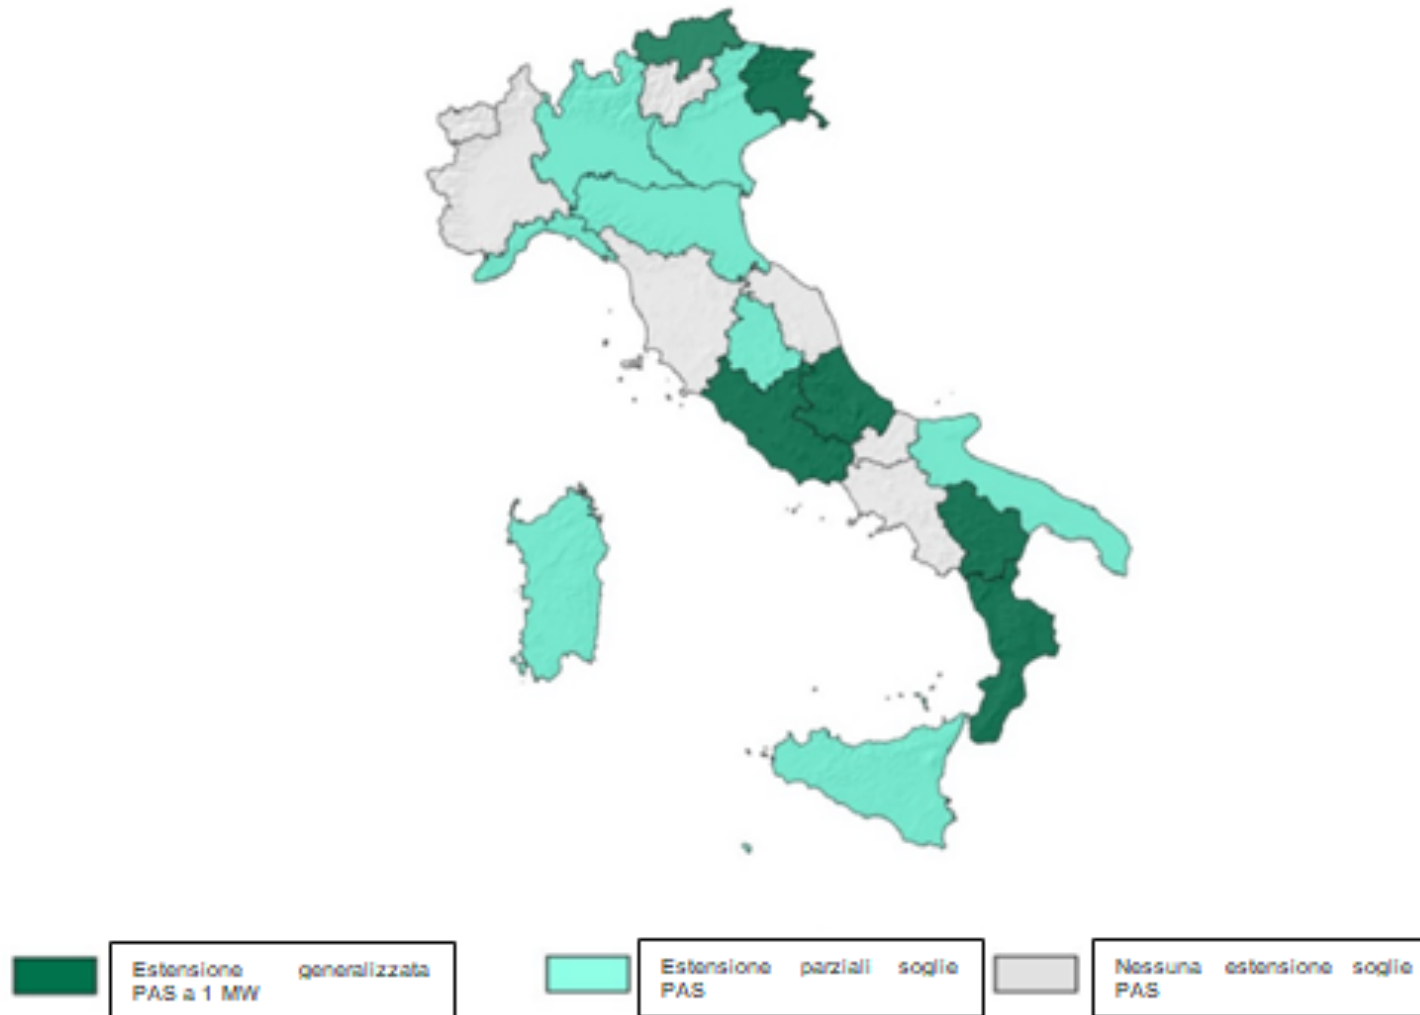 Estensione generalizzata
PAS a 1 MW
Estensione parziali soglie
PAS
Nessuna estensione soglie
PAS